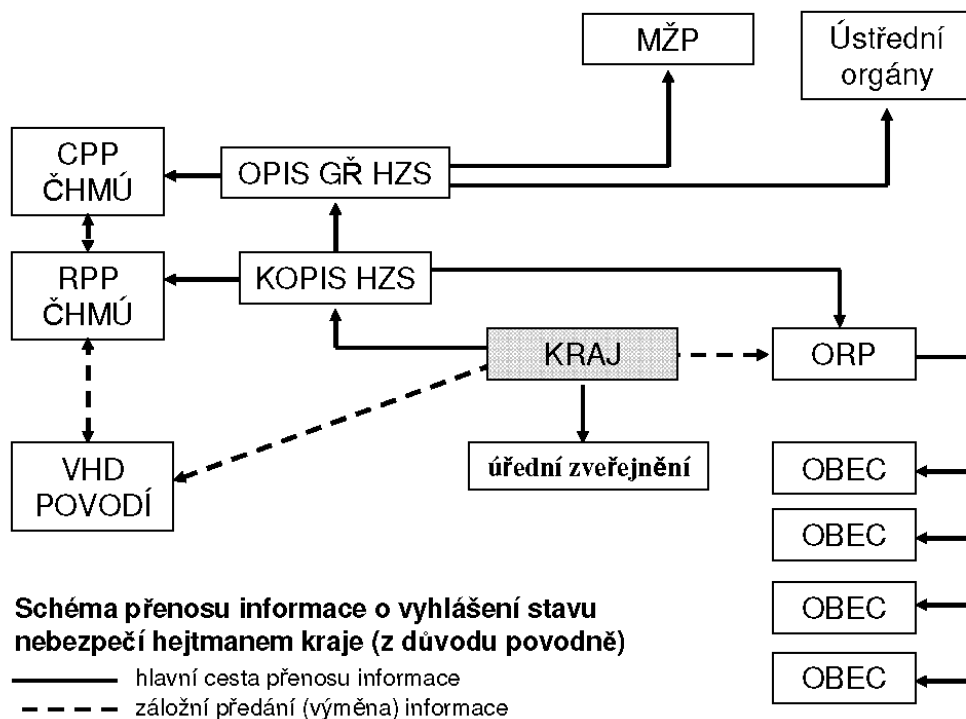 MŽP
Ústřední
orgány
CPP
ČHMÚ
OPIS GŘ HZS
RPP
ČHMÚ
KOPIS HZS
KRAJ
ORP
VHD
POVODÍ
úřední zveřejnění
OBEC
OBEC
OBEC
OBEC
Schéma přenosu informace o vyhlášení stavu
nebezpečí hejtmanem kraje (z důvodu povodně)
hlavní cesta přenosu informace
záložní předání (výměna) informace